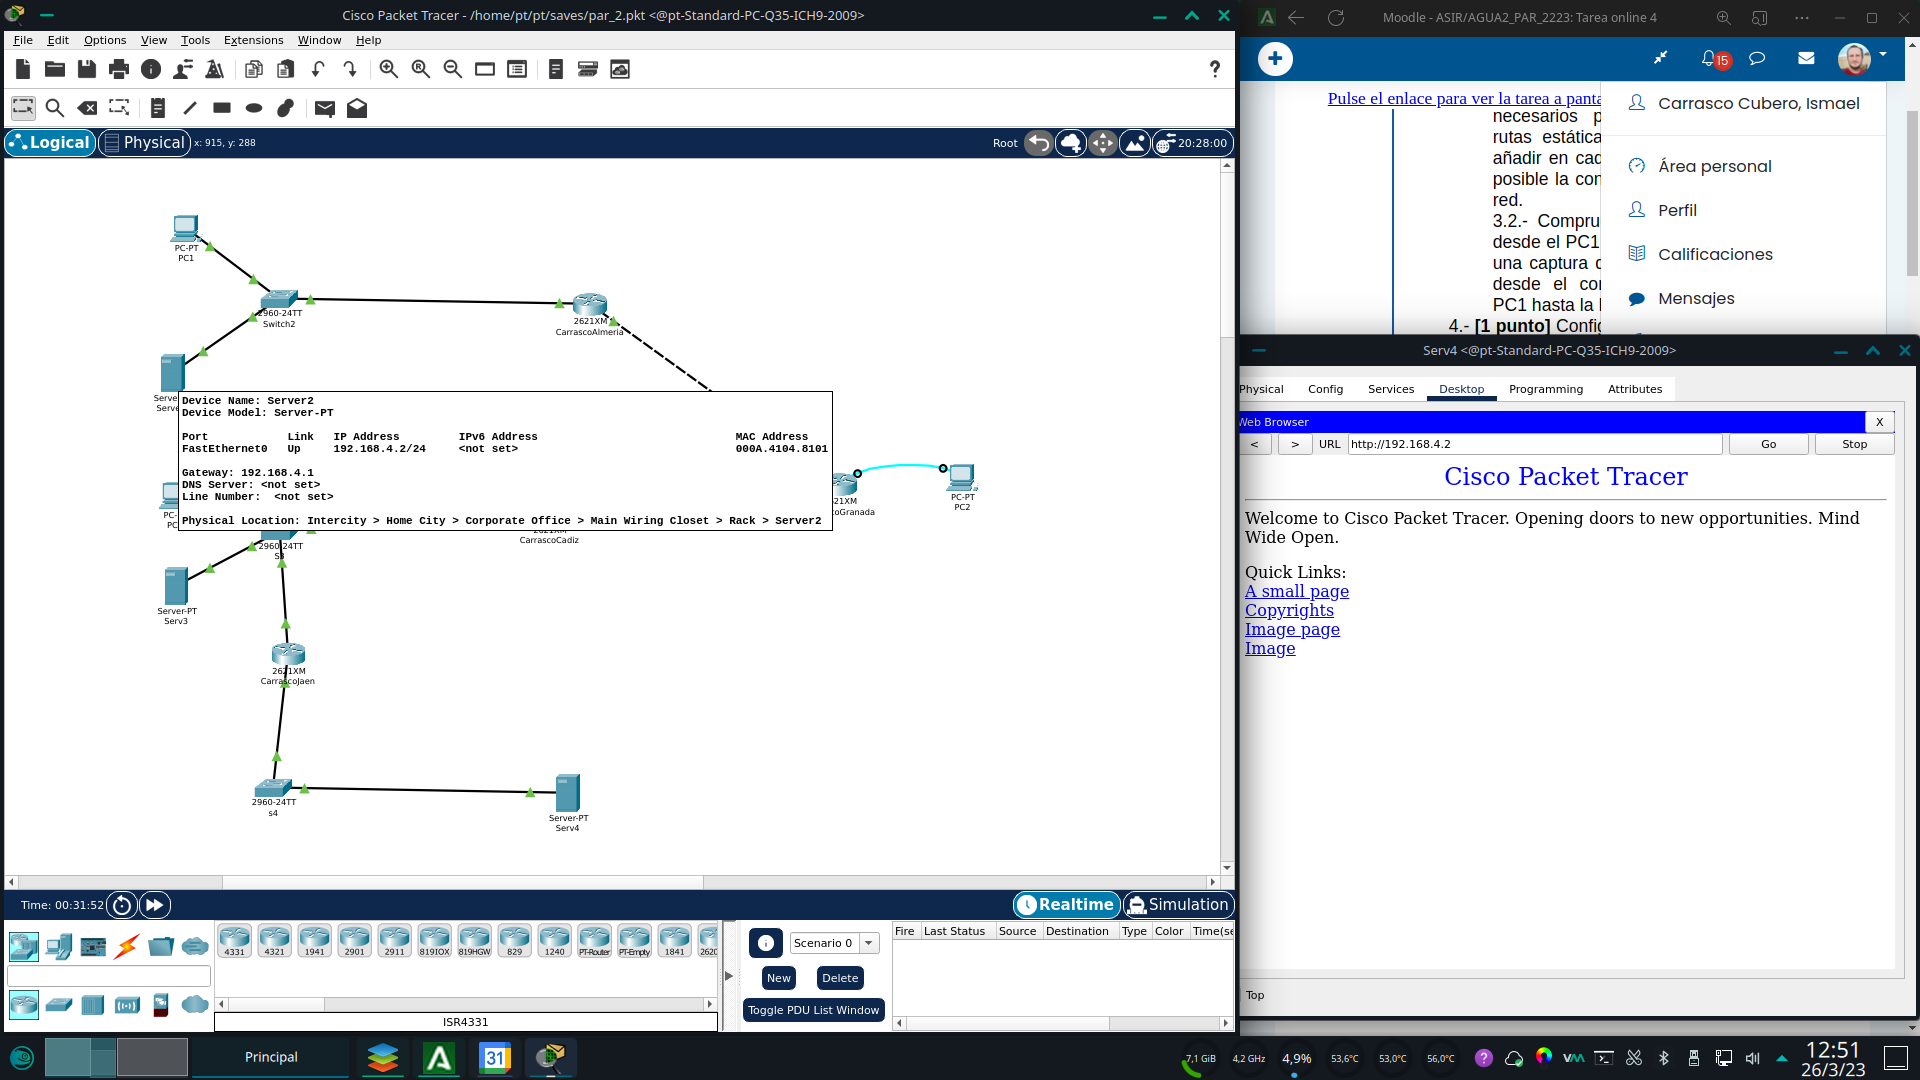 Cisco Packet Tracer - /home/pt/pt/saves/par_2.pkt <@pt-Standard-PC-Q35-ICH9-2009>
File Edit Options View Tools Extensions Window Help
Logical Physical x: 915, y: 288
Root 20:28:00
PC-PT
PC1
2960-24TT
Switch2
2621XM
CarrascoAlmeria
Serve
Serve
Device Name: Server2
Device Model: Server-PT
Port Link IP Address IPv6 Address MAC Address
FastEthernet0 Up 192.168.4.2/24 <not set> 000A.4104.8101
Gateway: 192.168.4.1
DNS Server: <not set>
Line Number: <not set>
Physical Location: Intercity > Home City > Corporate Office > Main Wiring Closet > Rack > Server2
PC-
PC
21XM
coGranada
PC-PT
PC2
CarrascoCadiz
2960-24TT
S3
Server-PT
Serv3
2621XM
CarrascoJaen
2960-24TT
s4
Server-PT
Serv4
Time: 00:31:52
Realtime Simulation
4331 4321 1941 2901 2911 819IOX 819HGW 829 1240 PT-Router PT-Empty 1841 2620
ISR4331
Scenario 0
New Delete
Toggle PDU List Window
Fire Last Status Source Destination Type Color Time(se
Moodle - ASIR/AGUA2_PAR_2223: Tarea online 4
15
Pulse el enlace para ver la tarea a panta
necesarios p
rutas estática
añadir en cad
posible la con
red.
3.2.- Compru
desde el PC1
una captura d
desde el co
PC1 hasta la
4.- [1 punto] Config
Carrasco Cubero, Ismael
Área personal
Perfil
Calificaciones
Mensajes
Serv4 <@pt-Standard-PC-Q35-ICH9-2009>
Physical Config Services Desktop Programming Attributes
Web Browser X
< > URL http://192.168.4.2 Go Stop
Cisco Packet Tracer
Welcome to Cisco Packet Tracer. Opening doors to new opportunities. Mind
Wide Open.
Quick Links:
A small page
Copyrights
Image page
Image
Top
Principal
31
7,1 GiB 4,2 GHz 4,9% 53,6°C 53,0°C 56,0°C
12:51
26/3/23